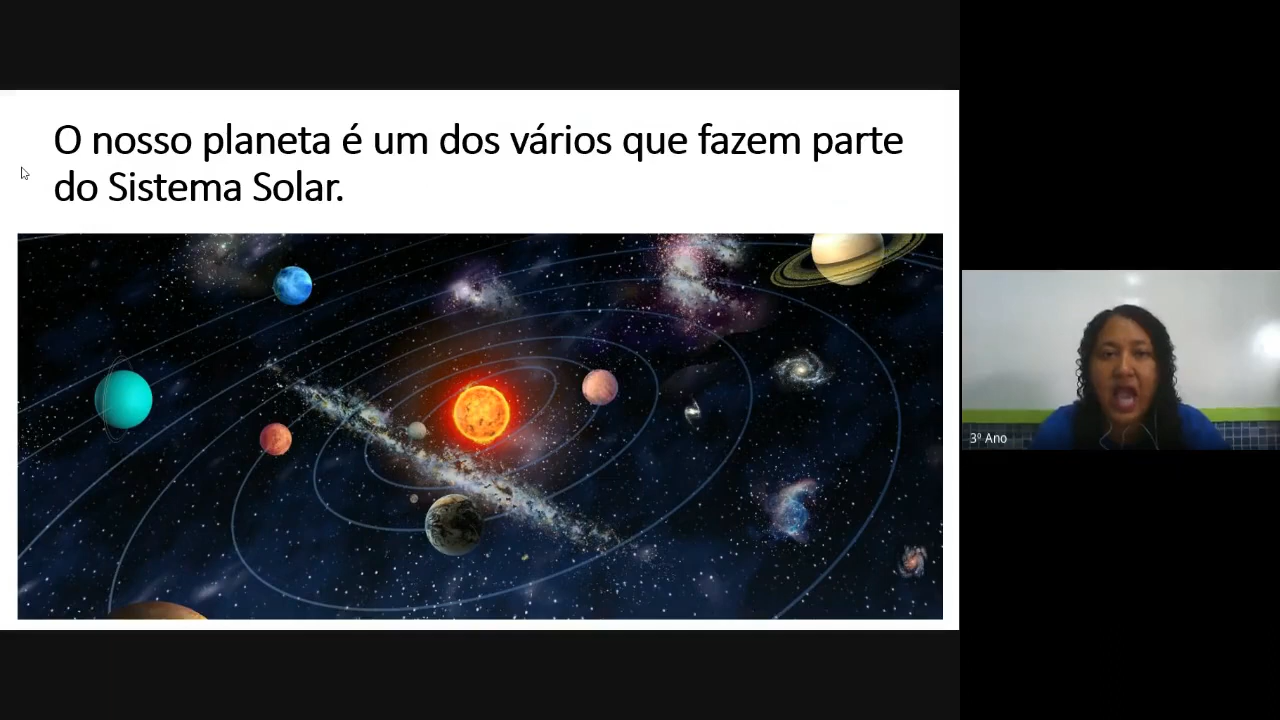 O nosso planeta é um dos vários que fazem parte
do Sistema Solar.
3º Ano